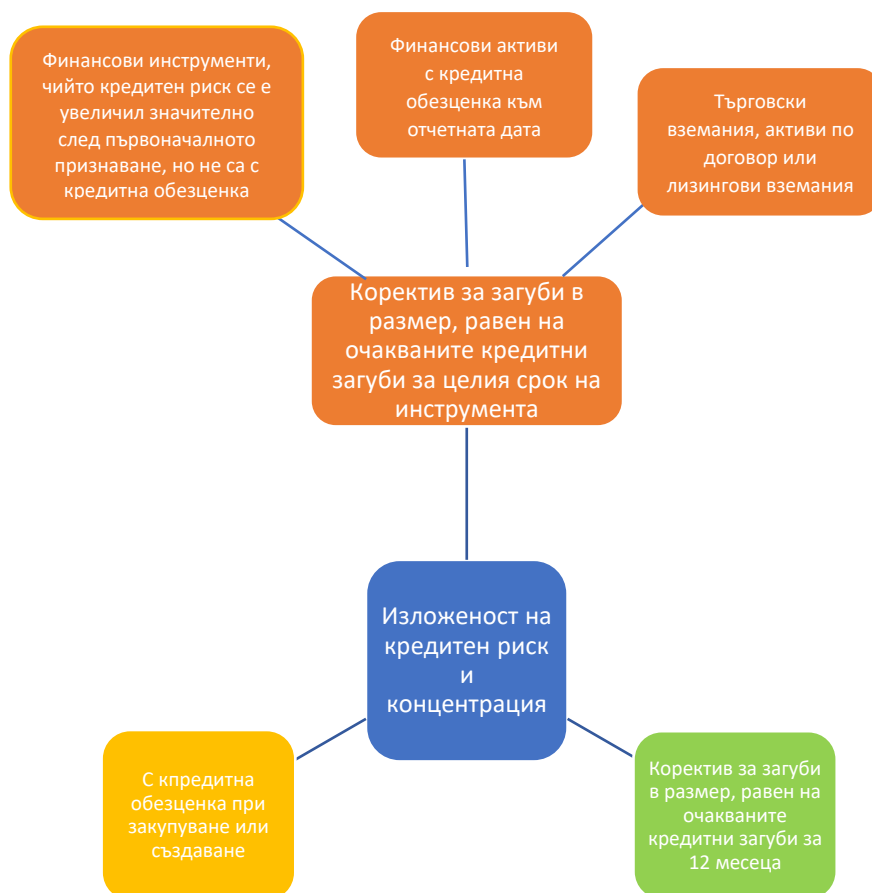 Финансови инструменти,
чийто кредитен риск се е
увеличил значително
след първоначалното
признаване, но не са с
кредитна обезценка
Финансови активи
с кредитна
обезценка към
отчетната дата
Търговски
вземания, активи по
договор или
лизингови вземания
Коректив за загуби в
размер, равен на
очакваните кредитни
загуби за целия срок на
инструмента
Изложеност на
кредитен риск
и
концентрация
С кпредитна
обезценка при
закупуване или
създаване
Коректив за загуби
в размер, равен на
очакваните
кредитни загуби за
12 месеца